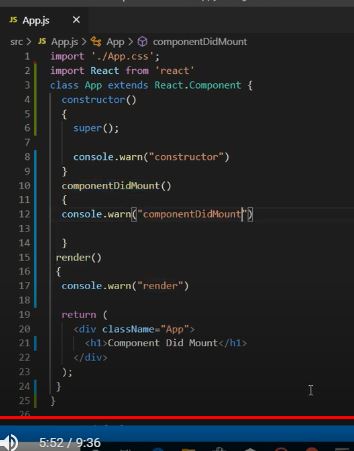 JS App.js ×
src > JS App.js > App > componentDidMount
1 import './App.css';
2 import React from 'react'
3 class App extends React.Component {
4 constructor()
5 {
6 super();
7
8 console.warn("constructor")
9 }
10 componentDidMount()
11 {
12 console.warn("componentDidMount")
13
14 }
15 render()
16 {
17 console.warn("render")
18
19 return (
20 <div className="App">
21 <h1>Component Did Mount</h1>
22 </div>
23 );
24 }
25 }
26
5:52 / 9:36